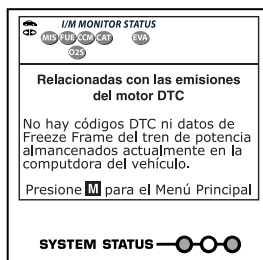 I/M MONITOR STATUS
MIS FUE CCM CAT EVA
O2S
Relacionadas con las emisiones
del motor DTC
No hay códigos DTC ni datos de
Freeze Frame del tren de potencia
almancenados actualmente en la
computdora del vehículo.
Presione M para el Menú Principal
SYSTEM STATUS